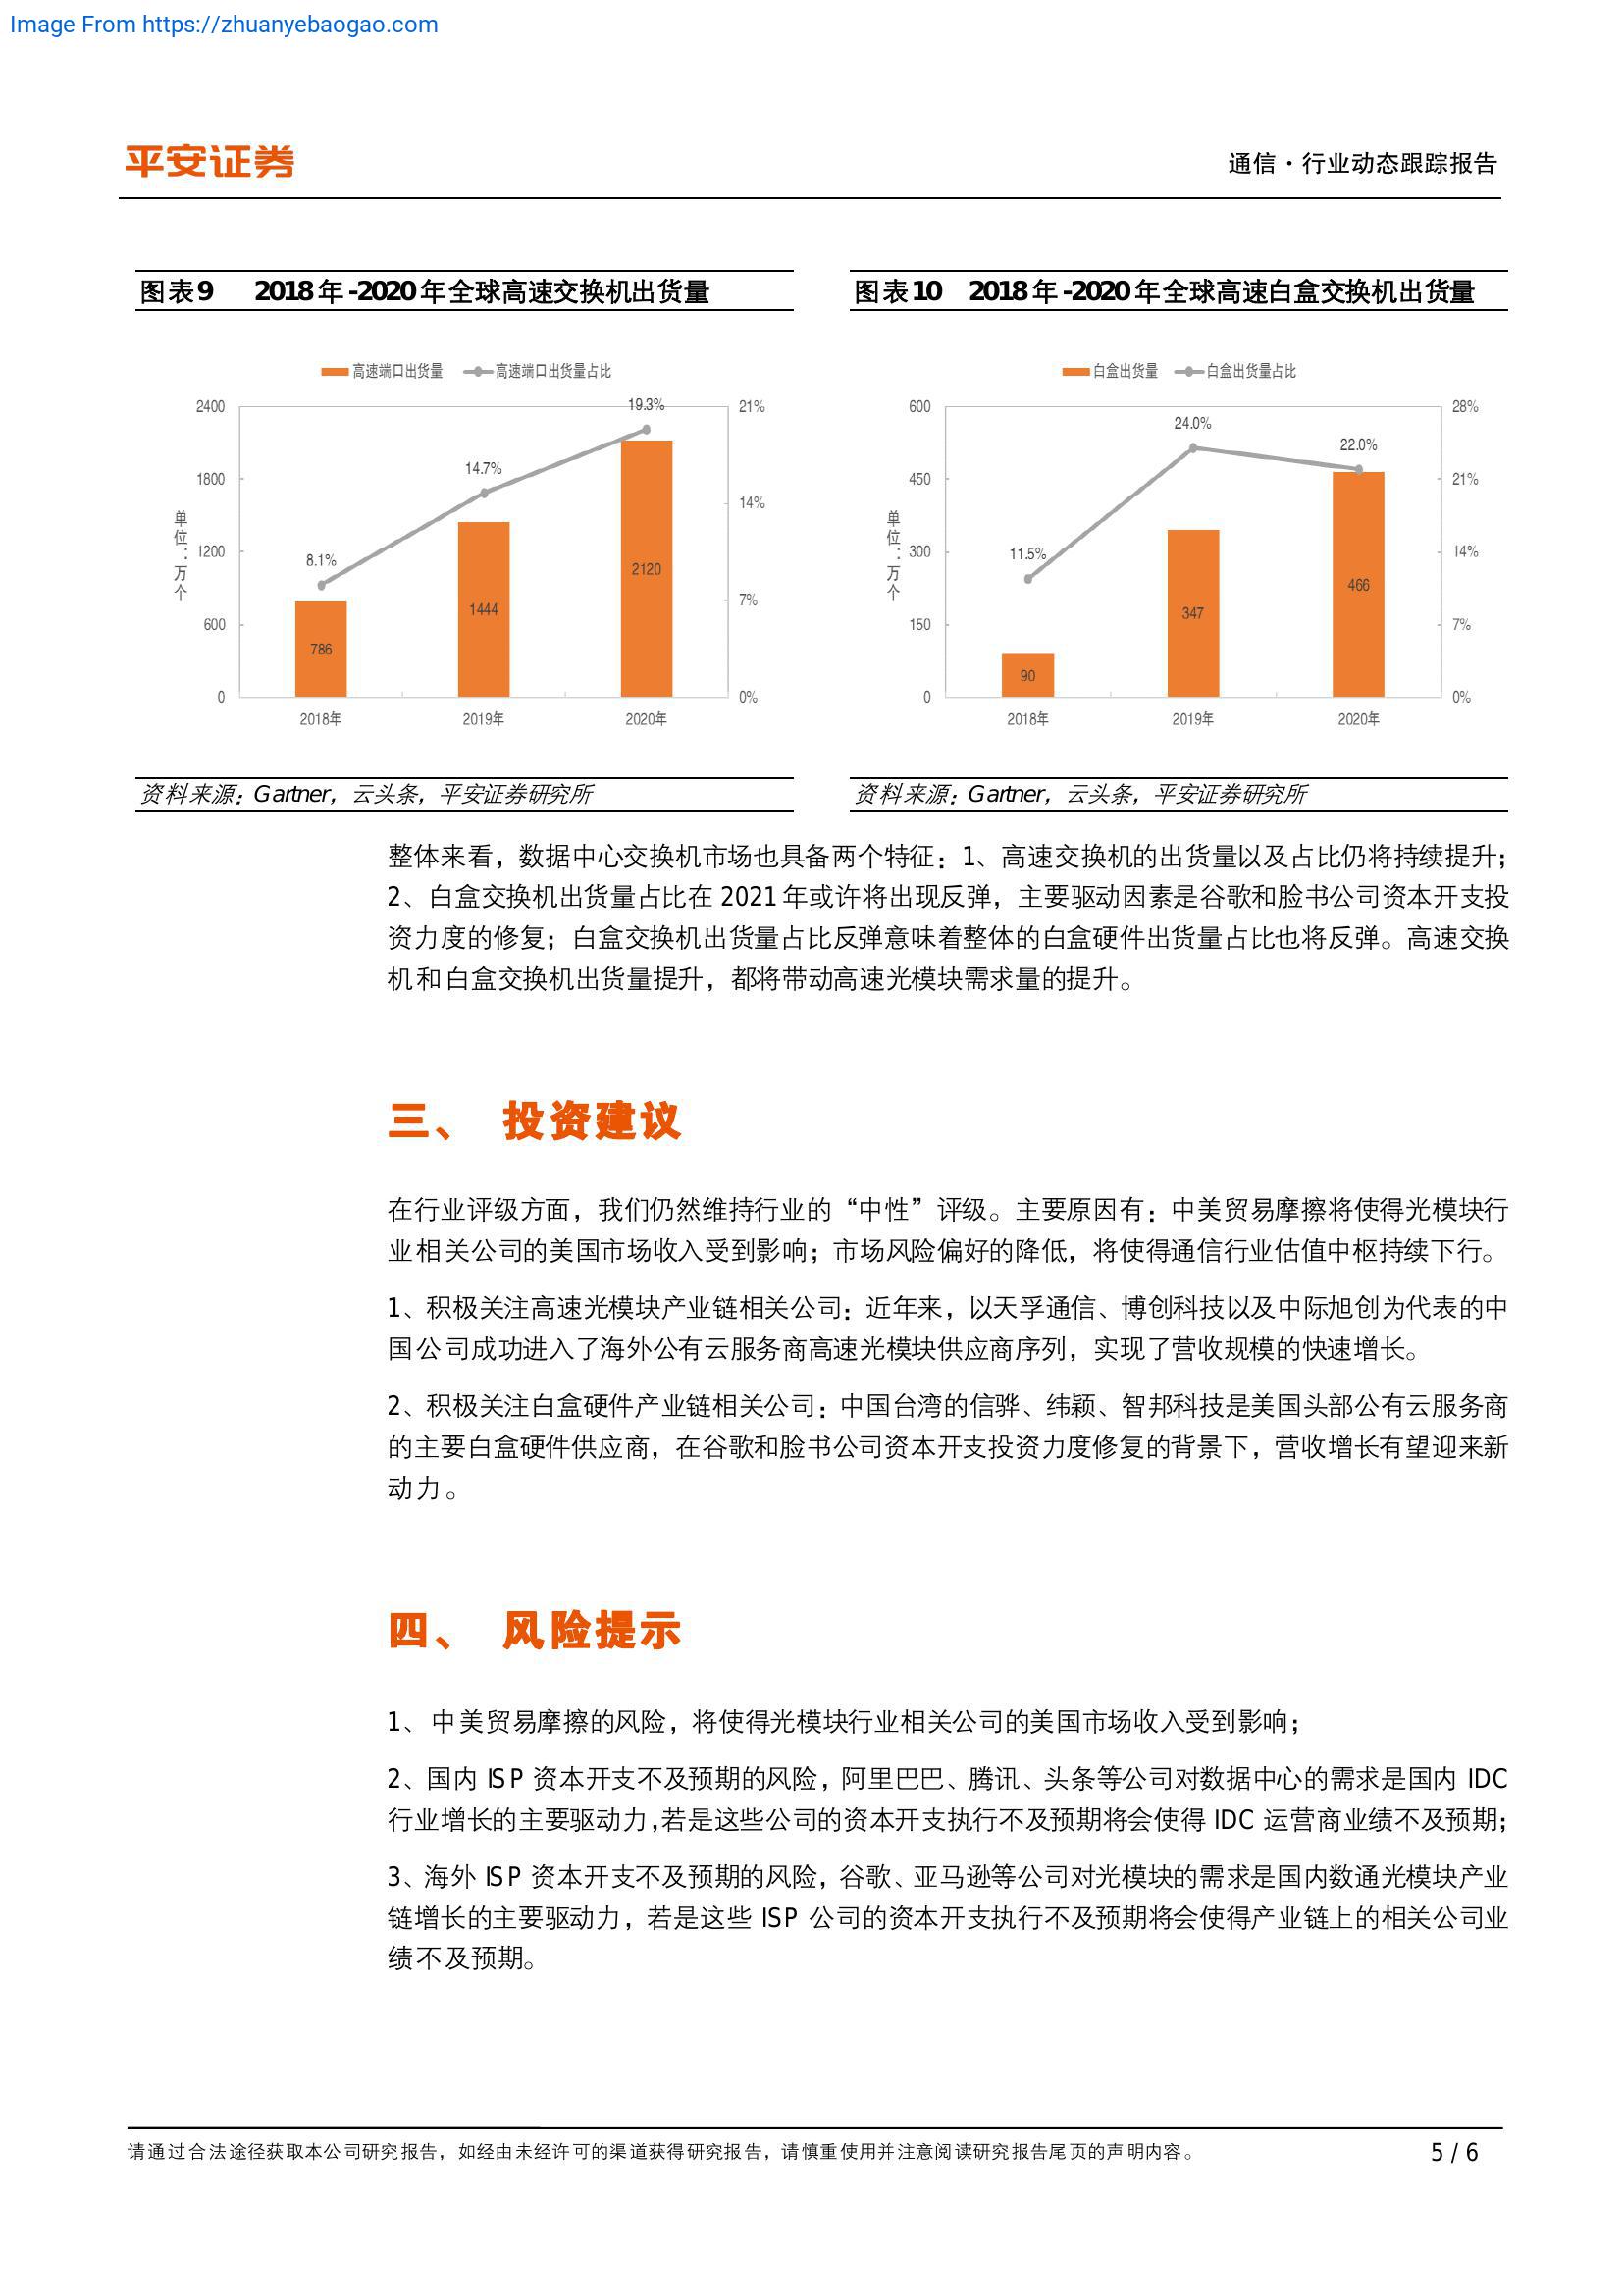 Image From https://zhuanyebaogao.com
平安证券
通信·行业动态跟踪报告
图表9 2018年-2020年全球高速交换机出货量
高速端口出货量 高速端口出货量占比
2400
1800
1200
600
0
单位：万个
21%
14%
7%
0%
8.1%
14.7%
19.3%
786
1444
2120
2018年 2019年 2020年
资料来源：Gartner，云头条，平安证券研究所
图表10 2018年-2020年全球高速白盒交换机出货量
白盒出货量 白盒出货量占比
600
450
300
150
0
单位：万个
28%
21%
14%
7%
0%
11.5%
24.0%
22.0%
90
347
466
2018年 2019年 2020年
资料来源：Gartner，云头条，平安证券研究所
整体来看，数据中心交换机市场也具备两个特征：1、高速交换机的出货量以及占比仍将持续提升；
2、白盒交换机出货量占比在 2021 年或许将出现反弹，主要驱动因素是谷歌和脸书公司资本开支投
资力度的修复；白盒交换机出货量占比反弹意味着整体的白盒硬件出货量占比也将反弹。高速交换
机和白盒交换机出货量提升，都将带动高速光模块需求量的提升。
三、 投资建议
在行业评级方面，我们仍然维持行业的“中性”评级。主要原因有：中美贸易摩擦将使得光模块行
业相关公司的美国市场收入受到影响；市场风险偏好的降低，将使得通信行业估值中枢持续下行。
1、积极关注高速光模块产业链相关公司：近年来，以天孚通信、博创科技以及中际旭创为代表的中
国公司成功进入了海外公有云服务商高速光模块供应商序列，实现了营收规模的快速增长。
2、积极关注白盒硬件产业链相关公司：中国台湾的信骅、纬颖、智邦科技是美国头部公有云服务商
的主要白盒硬件供应商，在谷歌和脸书公司资本开支投资力度修复的背景下，营收增长有望迎来新
动力。
四、 风险提示
1、 中美贸易摩擦的风险，将使得光模块行业相关公司的美国市场收入受到影响；
2、国内 ISP 资本开支不及预期的风险，阿里巴巴、腾讯、头条等公司对数据中心的需求是国内 IDC
行业增长的主要驱动力，若是这些公司的资本开支执行不及预期将会使得 IDC 运营商业绩不及预期；
3、海外 ISP 资本开支不及预期的风险，谷歌、亚马逊等公司对光模块的需求是国内数通光模块产业
链增长的主要驱动力，若是这些 ISP 公司的资本开支执行不及预期将会使得产业链上的相关公司业
绩不及预期。
请通过合法途径获取本公司研究报告，如经由未经许可的渠道获得研究报告，请慎重使用并注意阅读研究报告尾页的声明内容。
5 / 6